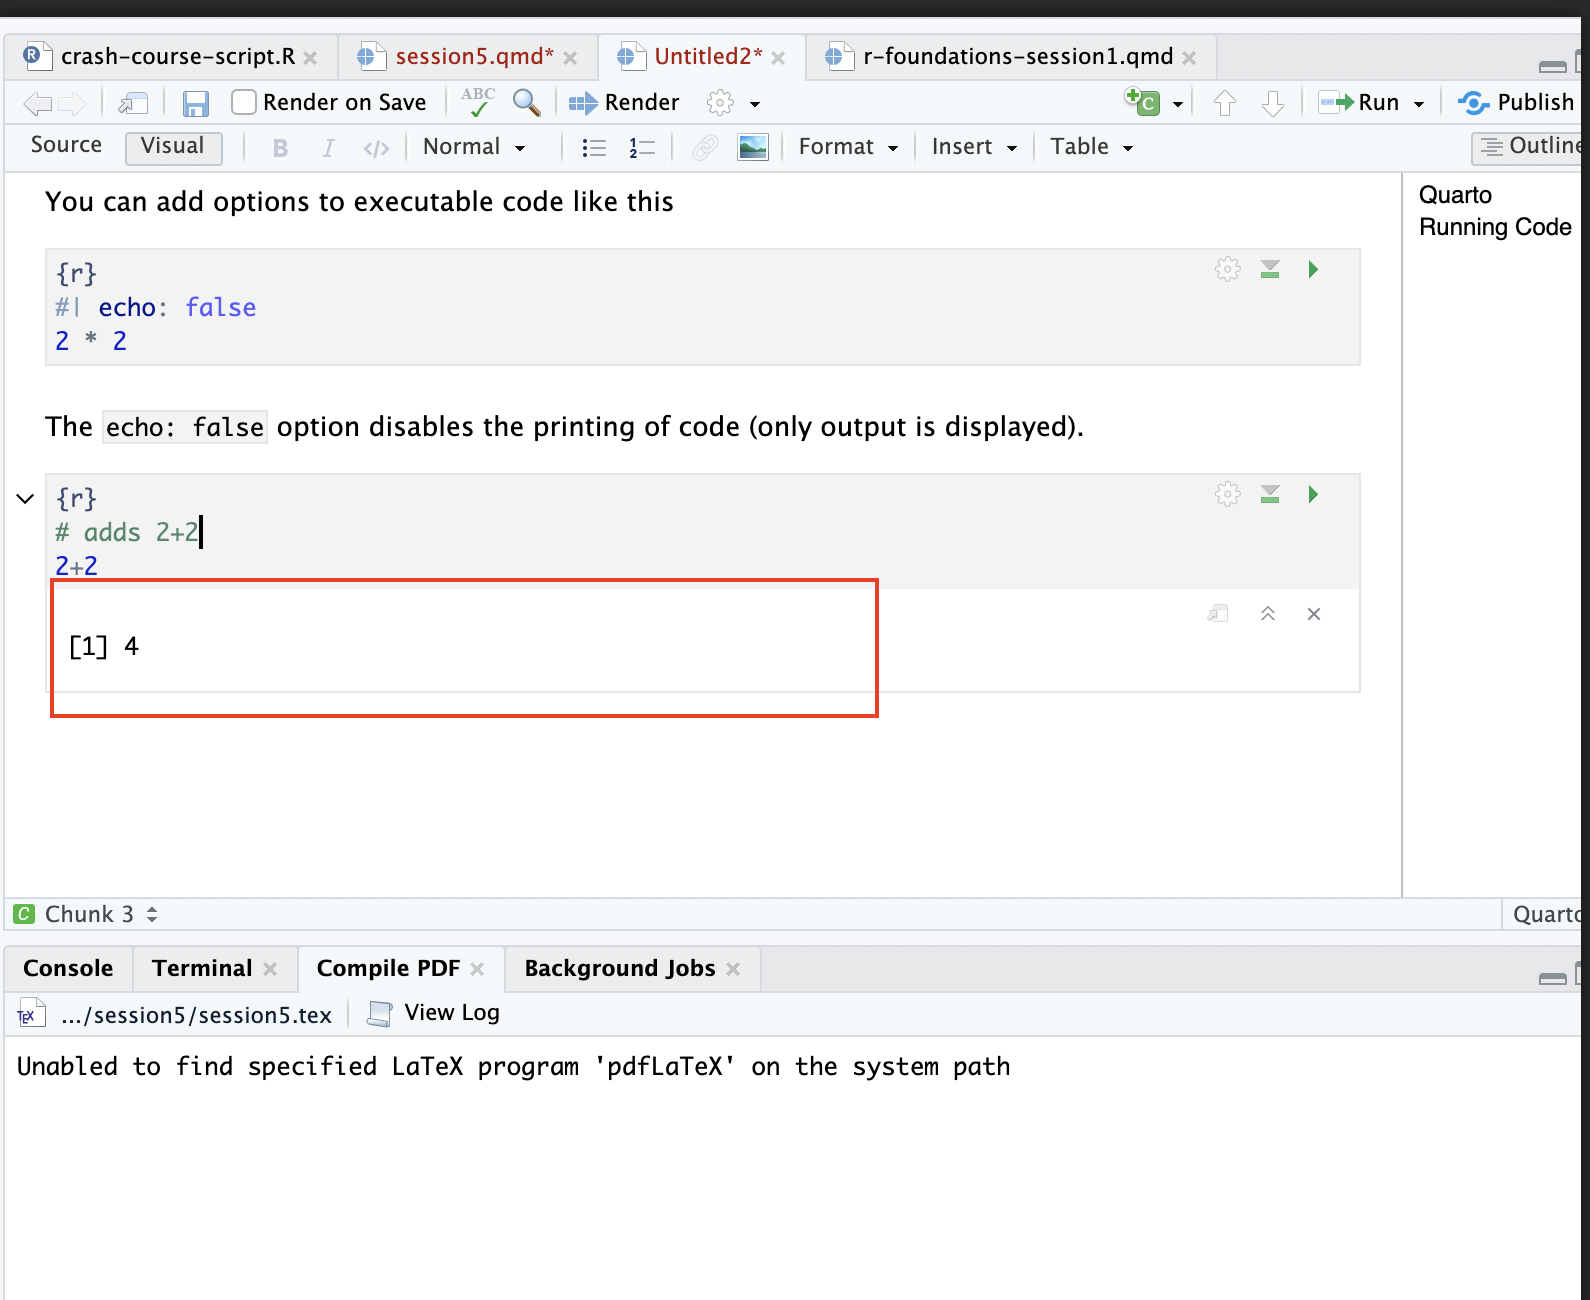 crash-course-script.R
session5.qmd*
Untitled2*
r-foundations-session1.qmd
Render on Save
ABC
Render
Run
Publish
Source
Visual
B
I
</>
Normal
Format
Insert
Table
Outline
You can add options to executable code like this
{r}
#| echo: false
2 * 2
The echo: false option disables the printing of code (only output is displayed).
{r}
# adds 2+2
2+2
[1] 4
Quarto
Running Code
C Chunk 3
Quarto
Console
Terminal
Compile PDF
Background Jobs
TEX .../session5/session5.tex
View Log
Unabled to find specified LaTeX program 'pdfLaTeX' on the system path